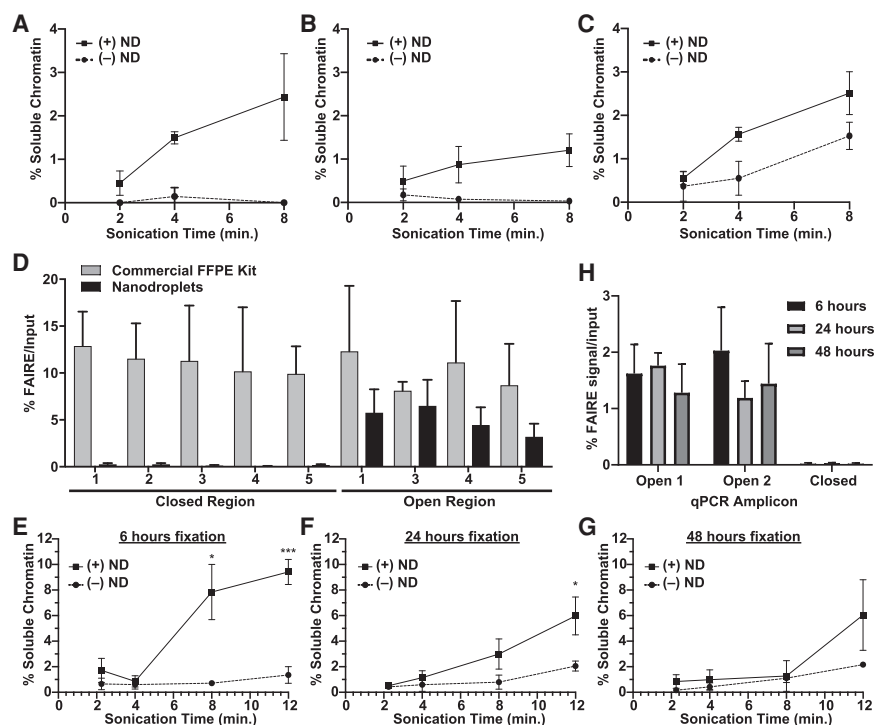 A
4
3
2
1
0
% Soluble Chromatin
(+) ND
(−) ND
0 2 4 6 8
Sonication Time (min.)
B
4
3
2
1
0
% Soluble Chromatin
(+) ND
(−) ND
0 2 4 6 8
Sonication Time (min.)
C
4
3
2
1
0
% Soluble Chromatin
(+) ND
(−) ND
0 2 4 6 8
Sonication Time (min.)
D
20
15
10
5
0
% FAIRE/Input
Commercial FFPE Kit
Nanodroplets
1 2 3 4 5 1 3 4 5
Closed Region Open Region
H
3
2
1
0
% FAIRE signal/input
6 hours
24 hours
48 hours
Open 1 Open 2 Closed
qPCR Amplicon
E
6 hours fixation
12
10
8
6
4
2
0
% Soluble Chromatin
(+) ND
(−) ND
*
***
0 2 4 6 8 10 12
Sonication Time (min.)
F
24 hours fixation
12
10
8
6
4
2
0
% Soluble Chromatin
(+) ND
(−) ND
*
0 2 4 6 8 10 12
Sonication Time (min.)
G
48 hours fixation
12
10
8
6
4
2
0
% Soluble Chromatin
(+) ND
(−) ND
0 2 4 6 8 10 12
Sonication Time (min.)